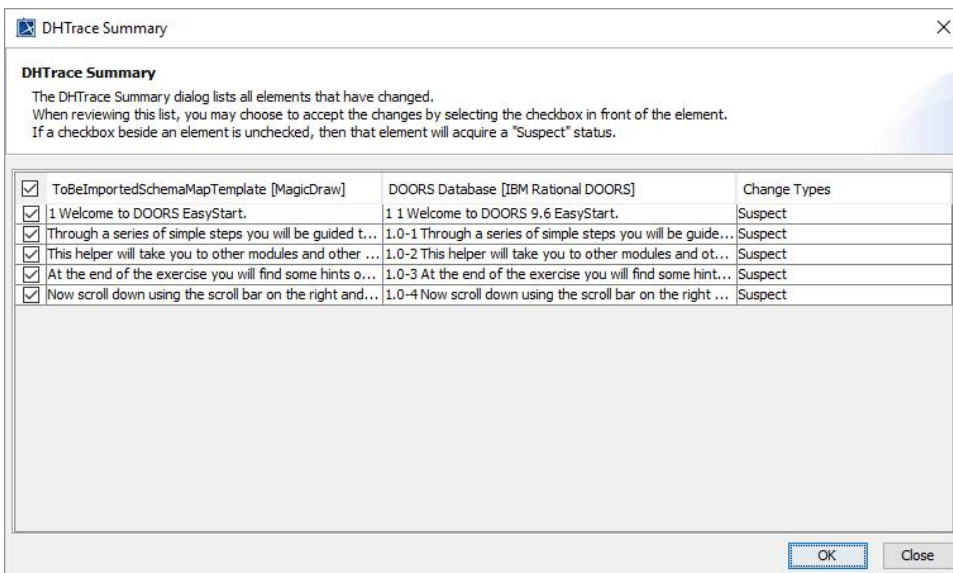 DHTrace Summary
DHTrace Summary
The DHTrace Summary dialog lists all elements that have changed.
When reviewing this list, you may choose to accept the changes by selecting the checkbox in front of the element.
If a checkbox beside an element is unchecked, then that element will acquire a "Suspect" status.
ToBeImportedSchemaMapTemplate [MagicDraw] DOORS Database [IBM Rational DOORS] Change Types
1 Welcome to DOORS EasyStart. 1 1 Welcome to DOORS 9.6 EasyStart. Suspect
Through a series of simple steps you will be guided t... 1.0-1 Through a series of simple steps you will be guide... Suspect
This helper will take you to other modules and other ... 1.0-2 This helper will take you to other modules and ot... Suspect
At the end of the exercise you will find some hints o... 1.0-3 At the end of the exercise you will find some hint... Suspect
Now scroll down using the scroll bar on the right and... 1.0-4 Now scroll down using the scroll bar on the right ... Suspect
OK Close